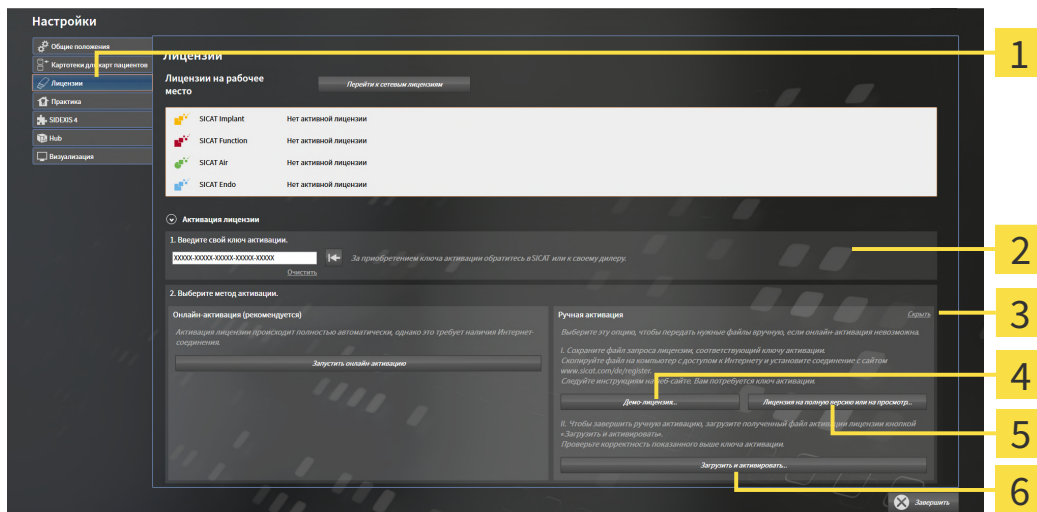 Настройки
Общие положения
Картотеки для карт пациентов
Лицензии
Практика
SIDEXIS 4
Hub
Визуализация
Лицензии
Лицензии на рабочее
место
Перейти к сетевым лицензиям
SICAT Implant Нет активной лицензии
SICAT Function Нет активной лицензии
SICAT Air Нет активной лицензии
SICAT Endo Нет активной лицензии
Активация лицензии
1. Введите свой ключ активации.
XXXXX-XXXXX-XXXXX-XXXXX-XXXXX
За приобретением ключа активации обратитесь в SICAT или к своему дилеру.
Очистить
2. Выберите метод активации.
Онлайн-активация (рекомендуется)
Активация лицензии происходит полностью автоматически, однако это требует наличия Интернет-
соединения.
Запустить онлайн активацию
Ручная активация
Скрыть
Выберите эту опцию, чтобы передать нужные файлы вручную, если онлайн-активация невозможна.
I. Сохраните файл запроса лицензии, соответствующий ключу активации.
Скопируйте файл на компьютер с доступом к Интернету и установите соединение с сайтом
www.sicat.com/de/register.
Следуйте инструкциям на веб-сайте. Вам потребуется ключ активации.
Демо-лицензия...
Лицензия на полную версию или на просмотр...
II. Чтобы завершить ручную активацию, загрузите полученный файл активации лицензии кнопкой
«Загрузить и активировать».
Проверьте корректность показанного выше ключа активации.
Загрузить и активировать...
Завершить
1
2
3
4
5
6